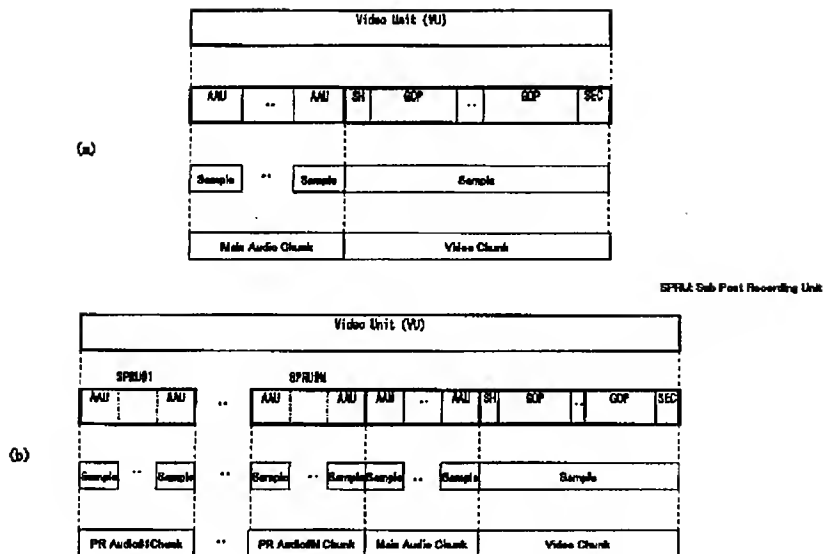 Video Unit (VU)
AAU .. AAU SH GOP .. GOP SEC
(a)
Sample .. Sample Sample
Main Audio Chunk Video Chunk
SPRU: Sub Post Recording Unit
Video Unit (VU)
SPRU#1 SPRU#N
AAU AAU .. AAU AAU AAU .. AAU SH GOP .. GOP SEC
(b)
Sample .. Sample .. Sample .. Sample Sample .. Sample Sample
PR Audio#1Chunk .. PR Audio#N Chunk Main Audio Chunk Video Chunk